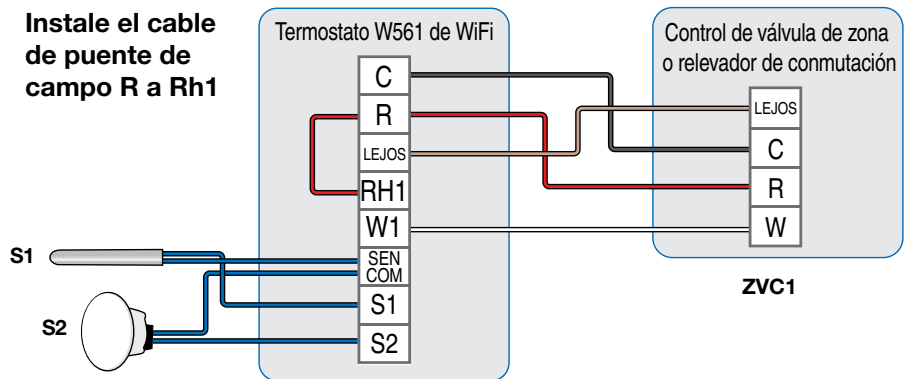 Instale el cable
de puente de
campo R a Rh1
Termostato W561 de WiFi
C
R
LEJOS
RH1
W1
SEN
COM
S1
S2
S1
S2
Control de válvula de zona
o relevador de conmutación
LEJOS
C
R
W
ZVC1